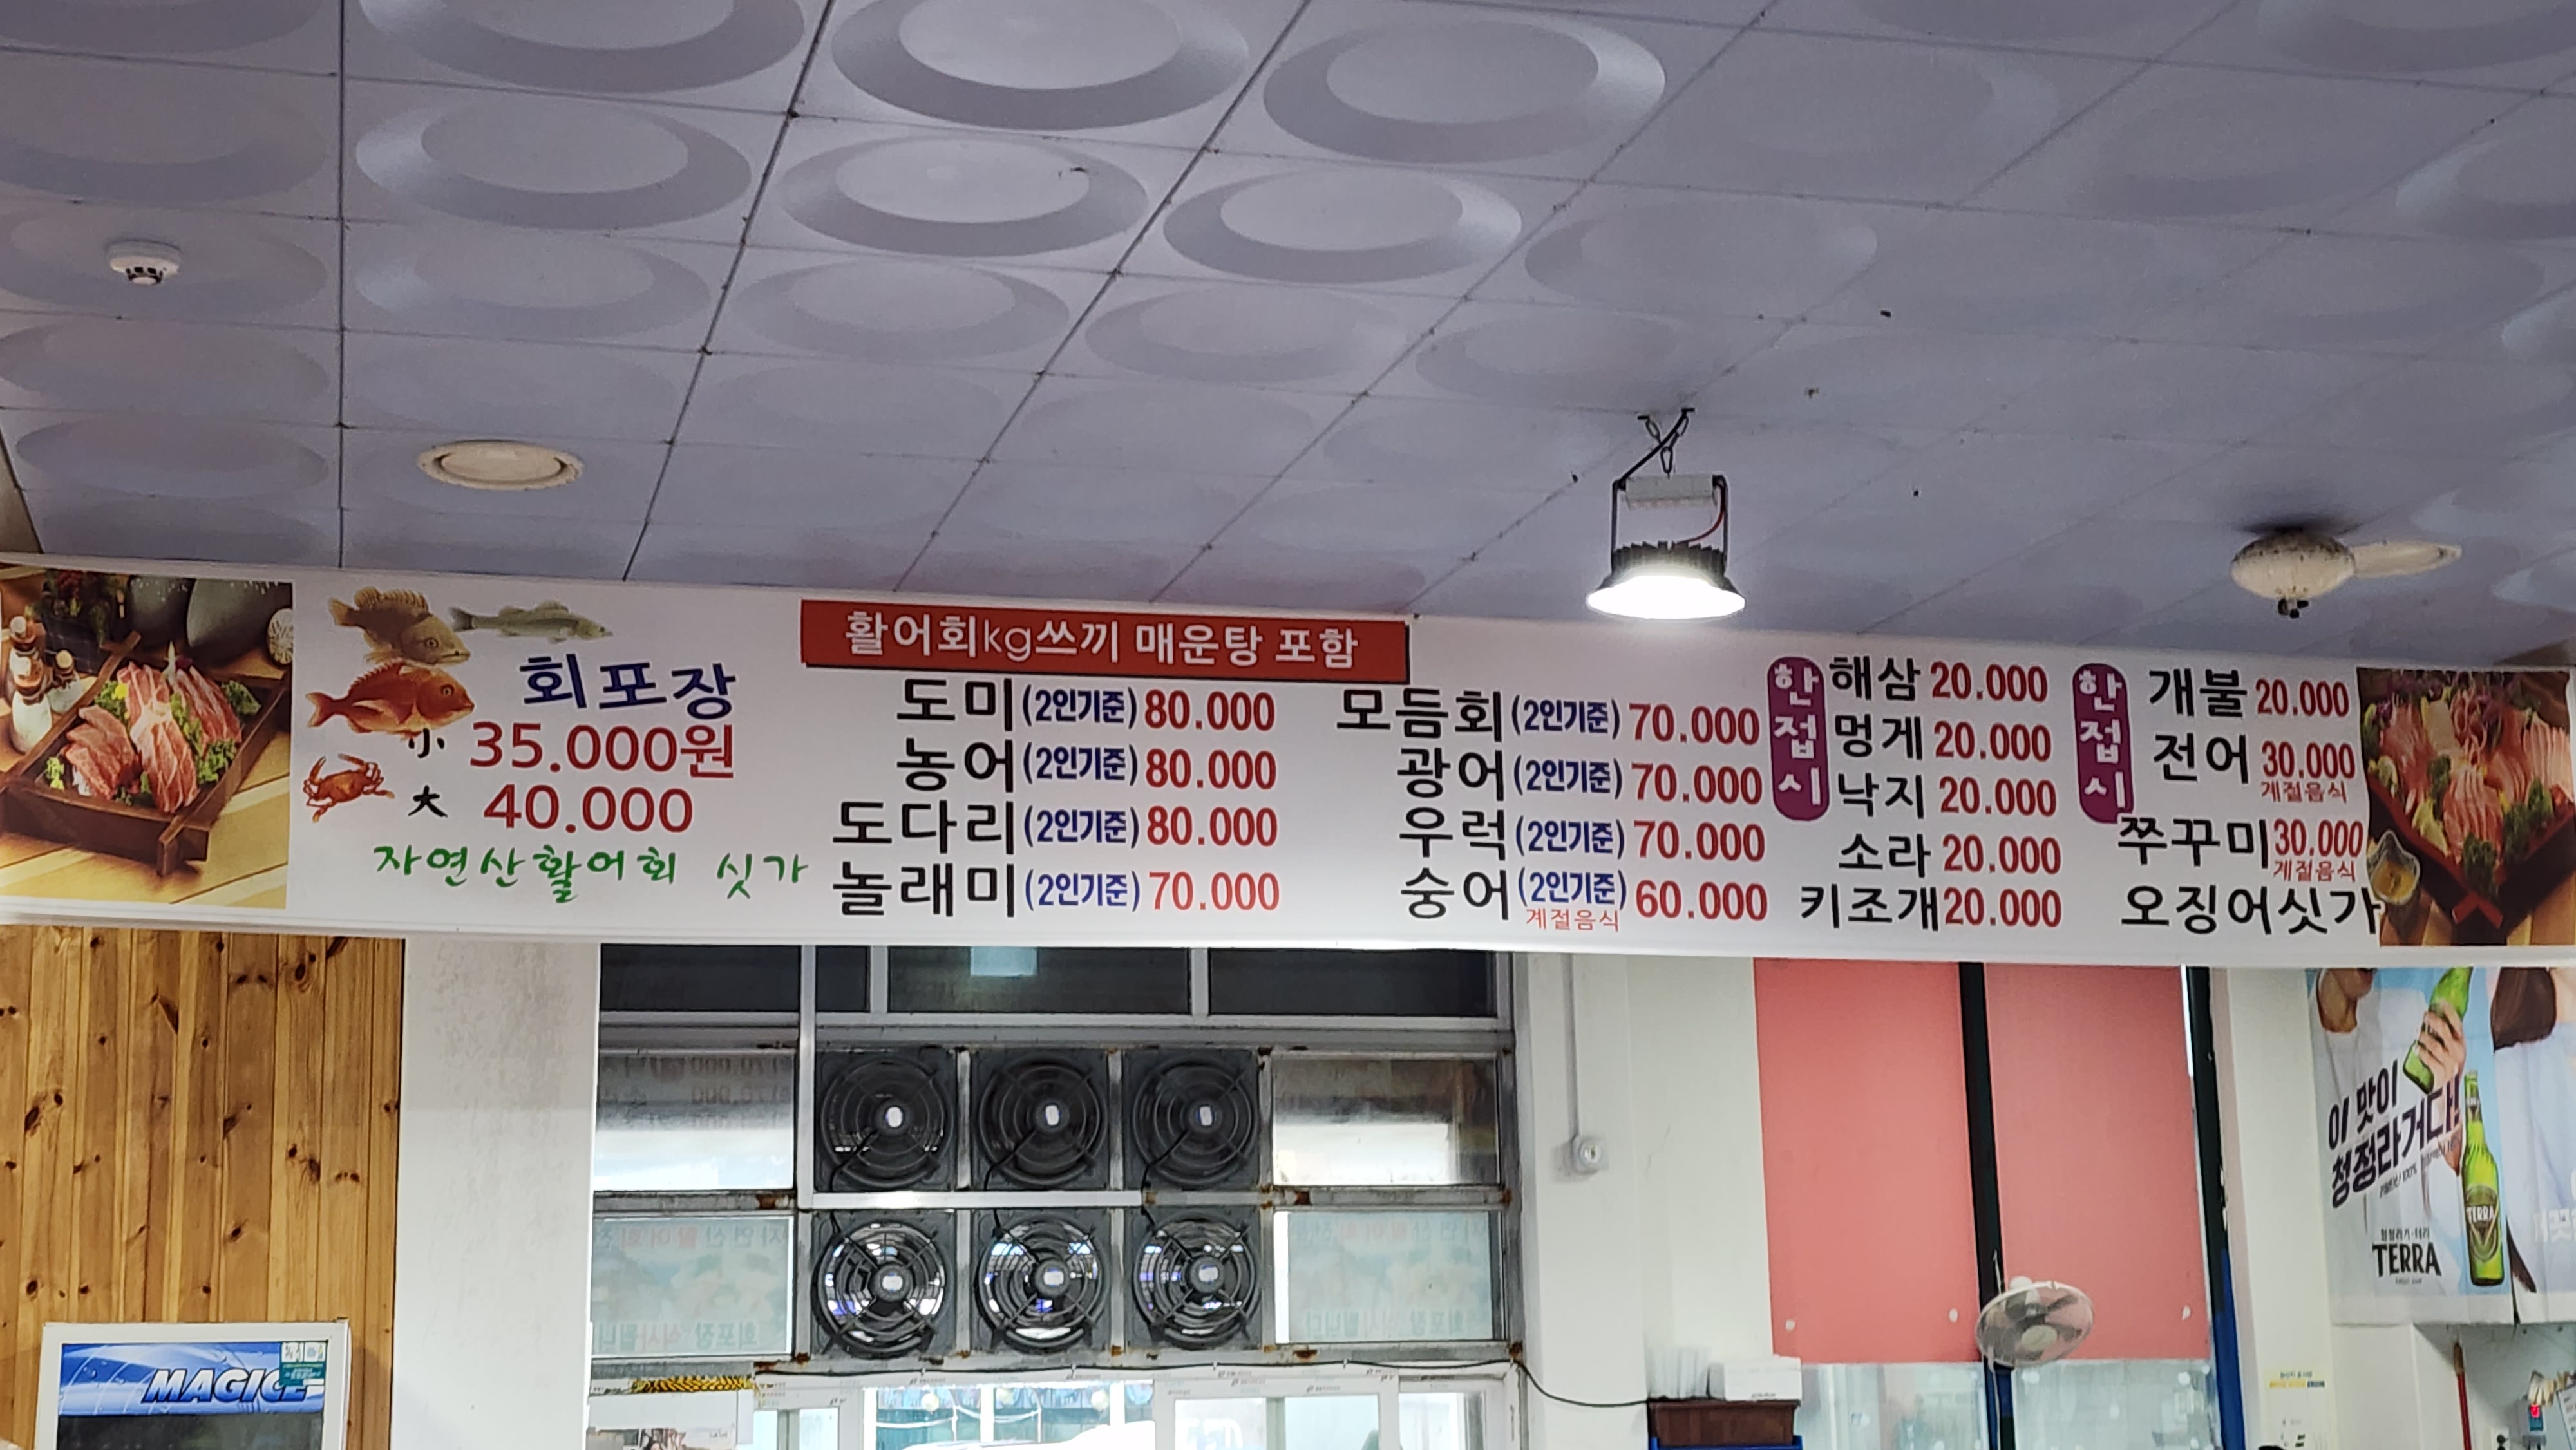 회포장
小 35.000원
大 40.000
자연산활어회 싯가
활어회kg쓰끼 매운탕 포함
도미(2인기준) 80.000
농어(2인기준) 80.000
도다리(2인기준) 80.000
놀래미(2인기준) 70.000
모듬회(2인기준) 70.000
광어(2인기준) 70.000
우럭(2인기준) 70.000
숭어(2인기준) 60.000
계절음식
한접시
해삼 20.000
멍게 20.000
낙지 20.000
소라 20.000
키조개 20.000
한접시
개불 20.000
전어 30.000
계절음식
쭈꾸미 30.000
계절음식
오징어싯가
이 맛이
청정라거다!
청정라거-테라
TERRA
TERRA
MAGIC